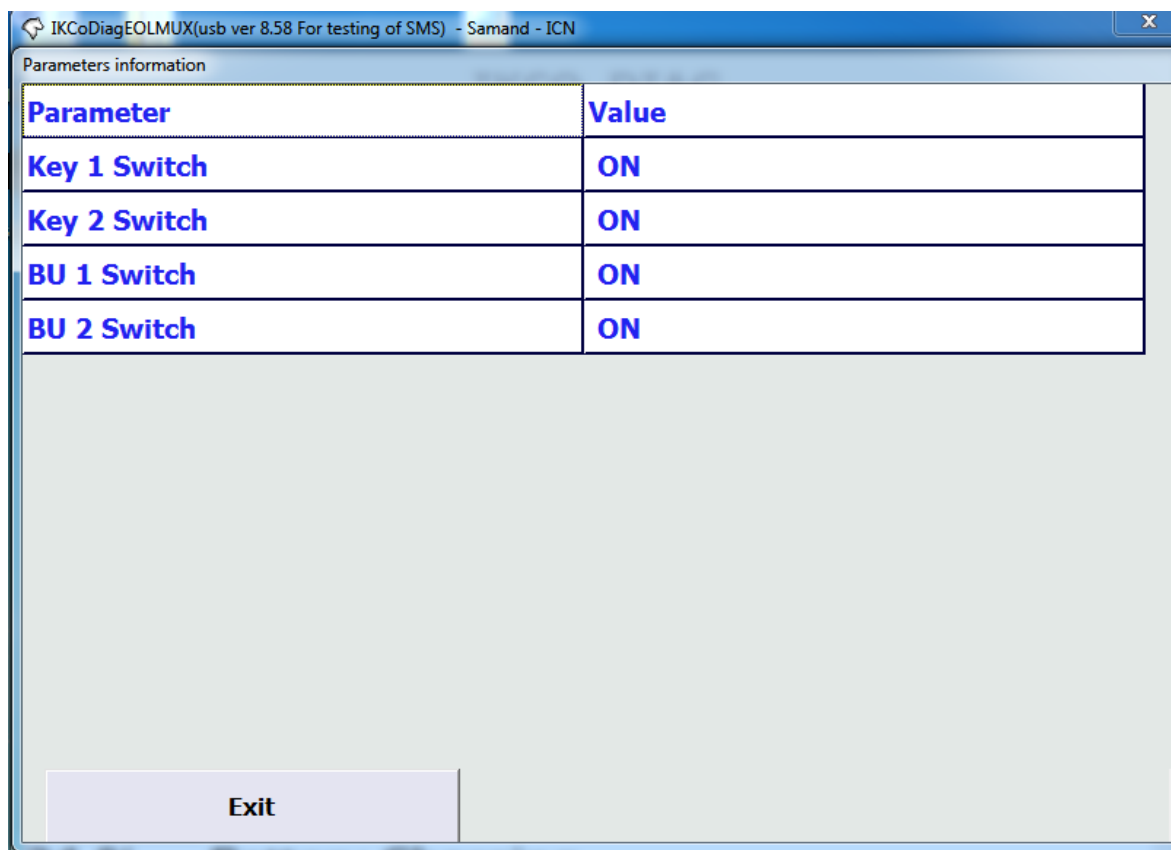 IKCoDiagEOLMUX(usb ver 8.58 For testing of SMS) - Samand - ICN
X
Parameters information
Parameter Value
Key 1 Switch ON
Key 2 Switch ON
BU 1 Switch ON
BU 2 Switch ON
Exit